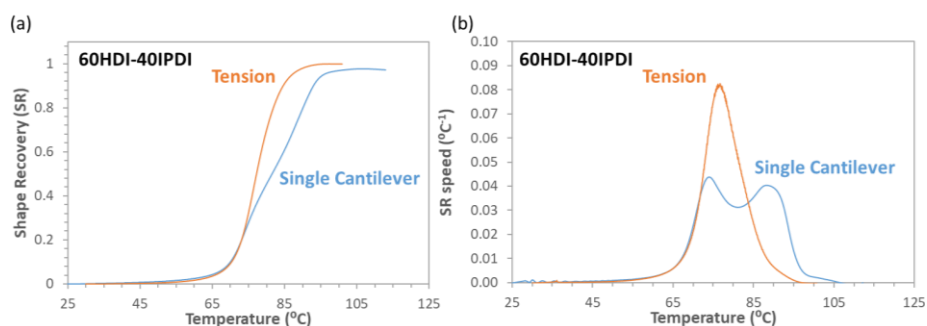 (a)
60HDI-40IPDI
Tension
Single Cantilever
Shape Recovery (SR)
1
0.8
0.6
0.4
0.2
0
25 45 65 85 105 125
Temperature (⁰C)
(b)
60HDI-40IPDI
Tension
Single Cantilever
SR speed (⁰C⁻¹)
0.10
0.09
0.08
0.07
0.06
0.05
0.04
0.03
0.02
0.01
0.00
25 45 65 85 105 125
Temperature (⁰C)